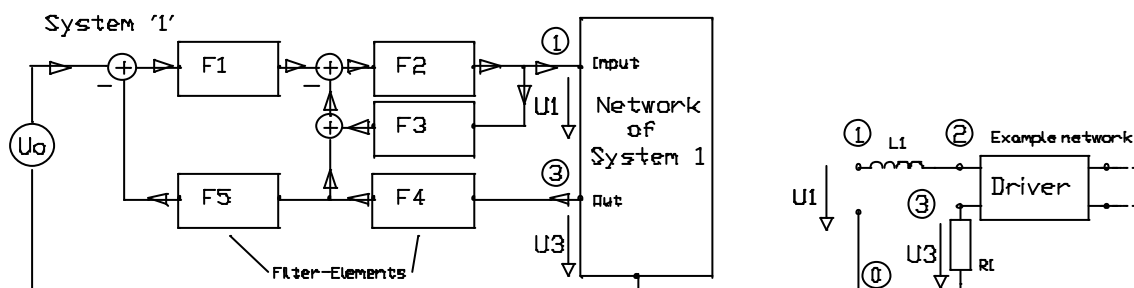 System '1'
F1
F2
1
Input
F3
U1
Network
of
System 1
Uo
3
Out
F5
F4
U3
Filter-Elements
1
L1
2
Example network
U1
Driver
3
U3
RI
0
+
-
+
-
+